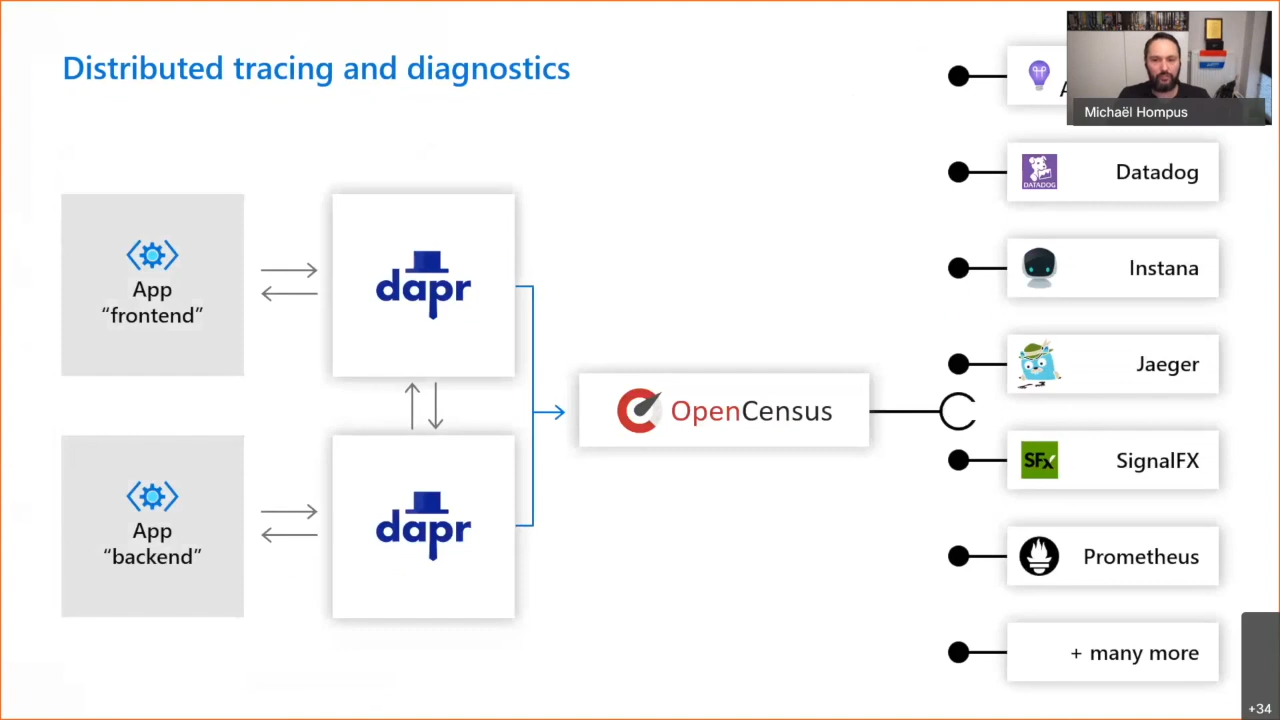 Distributed tracing and diagnostics
A
Michaël Hompus
DATADOG
Datadog
App
“frontend”
dapr
Instana
Jaeger
OpenCensus
App
“backend”
dapr
SFx
SignalFX
Prometheus
+ many more
+34